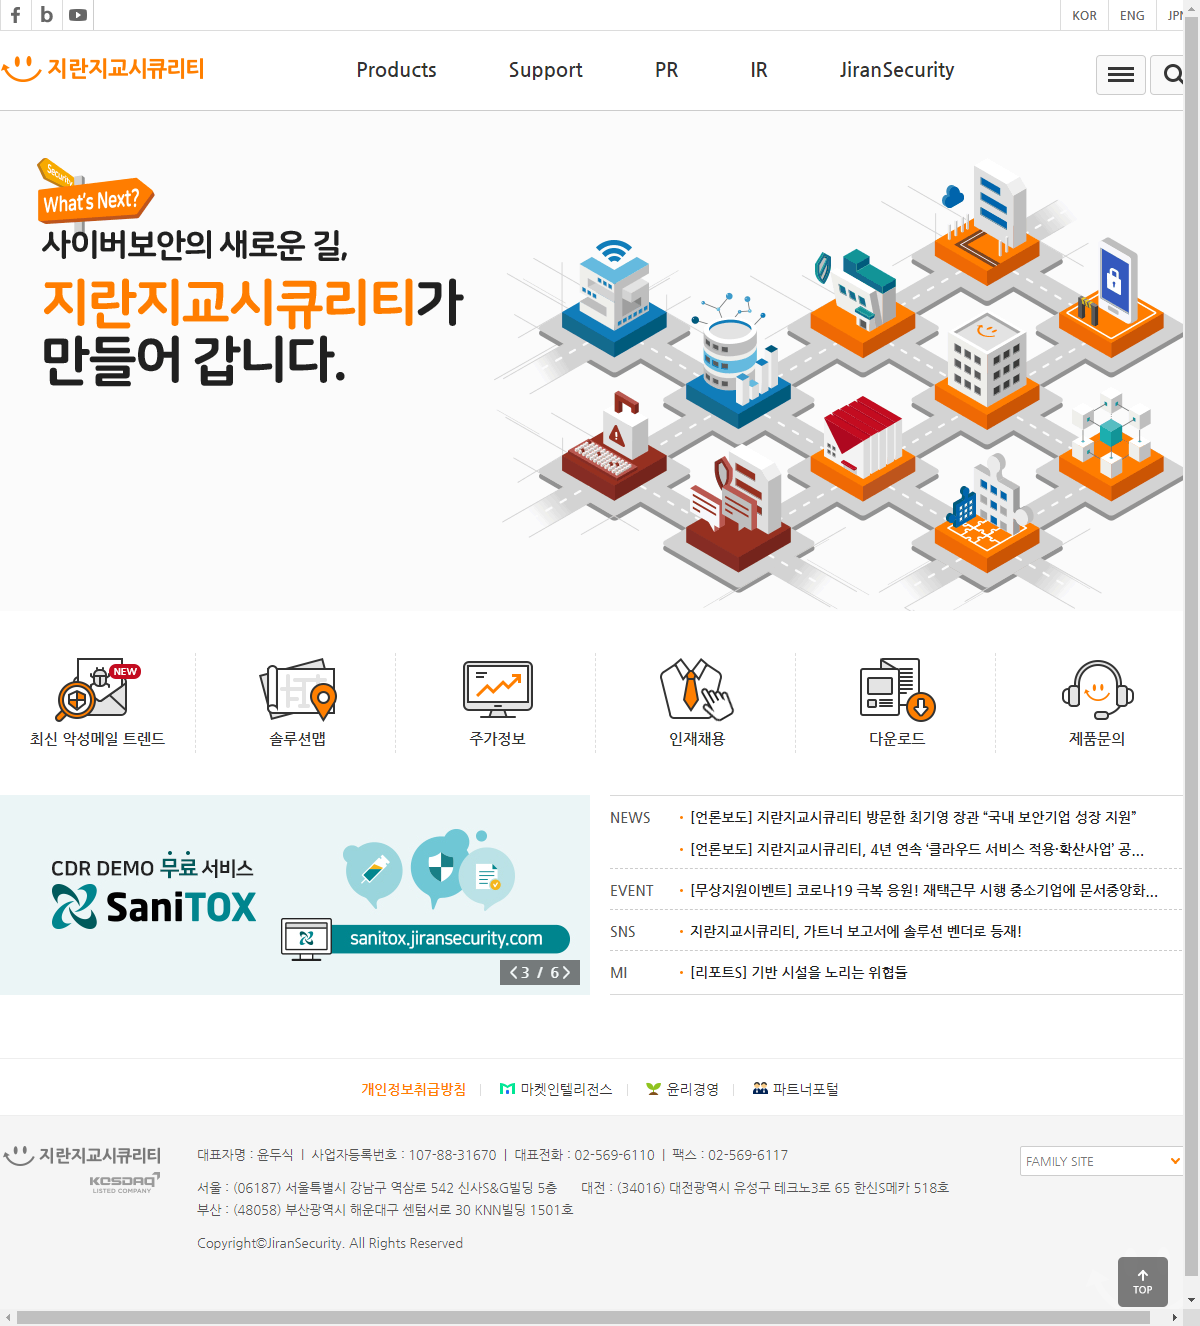 KOR ENG
지란지교시큐리티
Products Support PR IR JiranSecurity
Security
What's Next?
사이버보안의 새로운 길,
지란지교시큐리티가
만들어 갑니다.
NEW
최신 악성메일 트렌드
솔루션맵
주가정보
인재채용
다운로드
제품문의
CDR DEMO 무료 서비스
SaniTOX
sanitox.jiransecurity.com
3 / 6
NEWS
[언론보도] 지란지교시큐리티 방문한 최기영 장관 “국내 보안기업 성장 지원”
[언론보도] 지란지교시큐리티, 4년 연속 ‘클라우드 서비스 적용·확산사업’ 공...
EVENT
[무상지원이벤트] 코로나19 극복 응원! 재택근무 시행 중소기업에 문서중앙화...
SNS
지란지교시큐리티, 가트너 보고서에 솔루션 벤더로 등재!
MI
[리포트S] 기반 시설을 노리는 위협들
개인정보취급방침 마켓인텔리전스 윤리경영 파트너포털
지란지교시큐리티
KOSDAQ
LISTED COMPANY
대표자명 : 윤두식 | 사업자등록번호 : 107-88-31670 | 대표전화 : 02-569-6110 | 팩스 : 02-569-6117
서울 : (06187) 서울특별시 강남구 역삼로 542 신사S&G빌딩 5층 대전 : (34016) 대전광역시 유성구 테크노3로 65 한신S메카 518호
부산 : (48058) 부산광역시 해운대구 센텀서로 30 KNN빌딩 1501호
Copyright©JiranSecurity. All Rights Reserved
FAMILY SITE
TOP